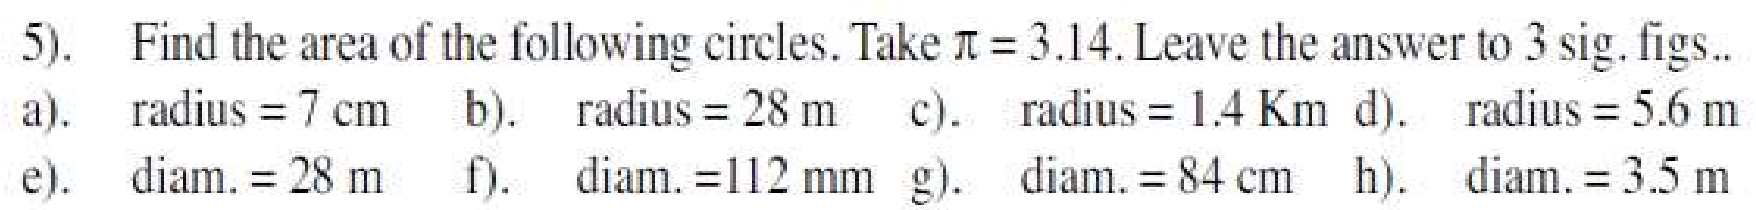 5). Find the area of the following circles. Take π = 3.14. Leave the answer to 3 sig. figs..
a). radius = 7 cm b). radius = 28 m c). radius = 1.4 Km d). radius = 5.6 m
e). diam. = 28 m f). diam. =112 mm g). diam. = 84 cm h). diam. = 3.5 m